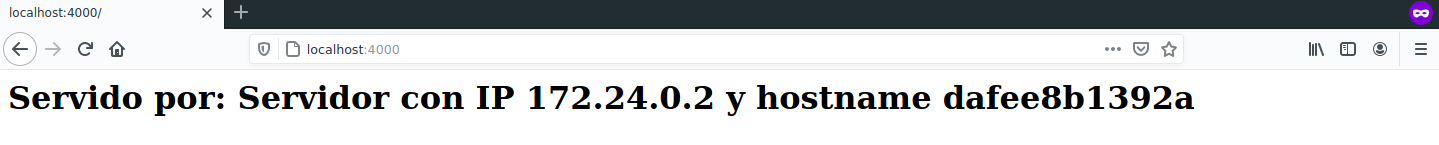 localhost:4000/
localhost:4000
Servido por: Servidor con IP 172.24.0.2 y hostname dafee8b1392a